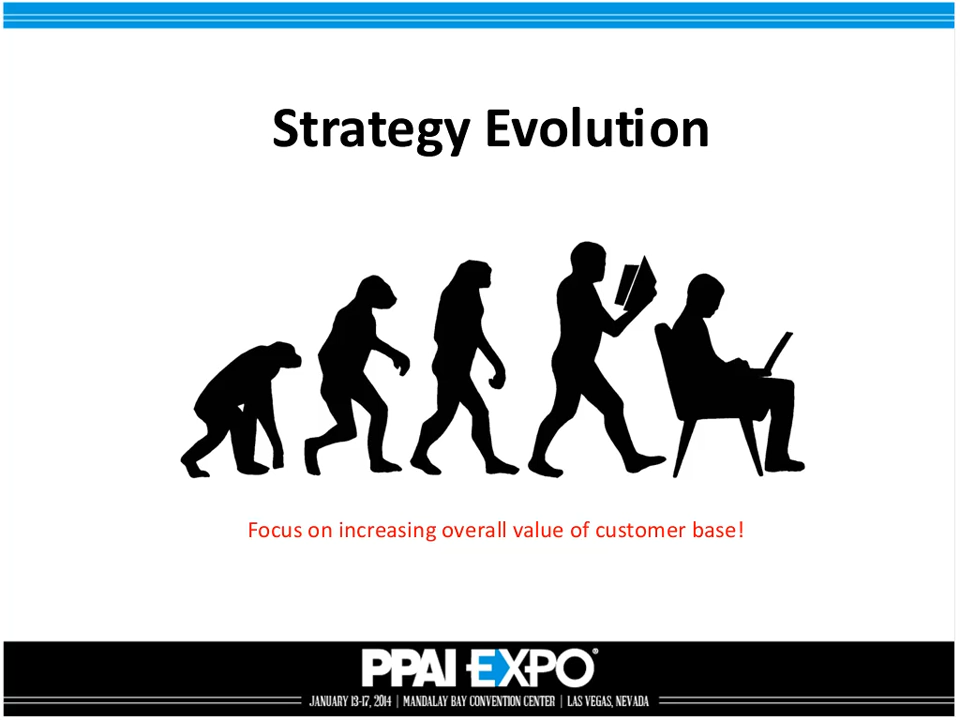 Strategy Evolution
Focus on increasing overall value of customer base!
PPAI EXPO®
JANUARY 13-17, 2014 | MANDALAY BAY CONVENTION CENTER | LAS VEGAS, NEVADA